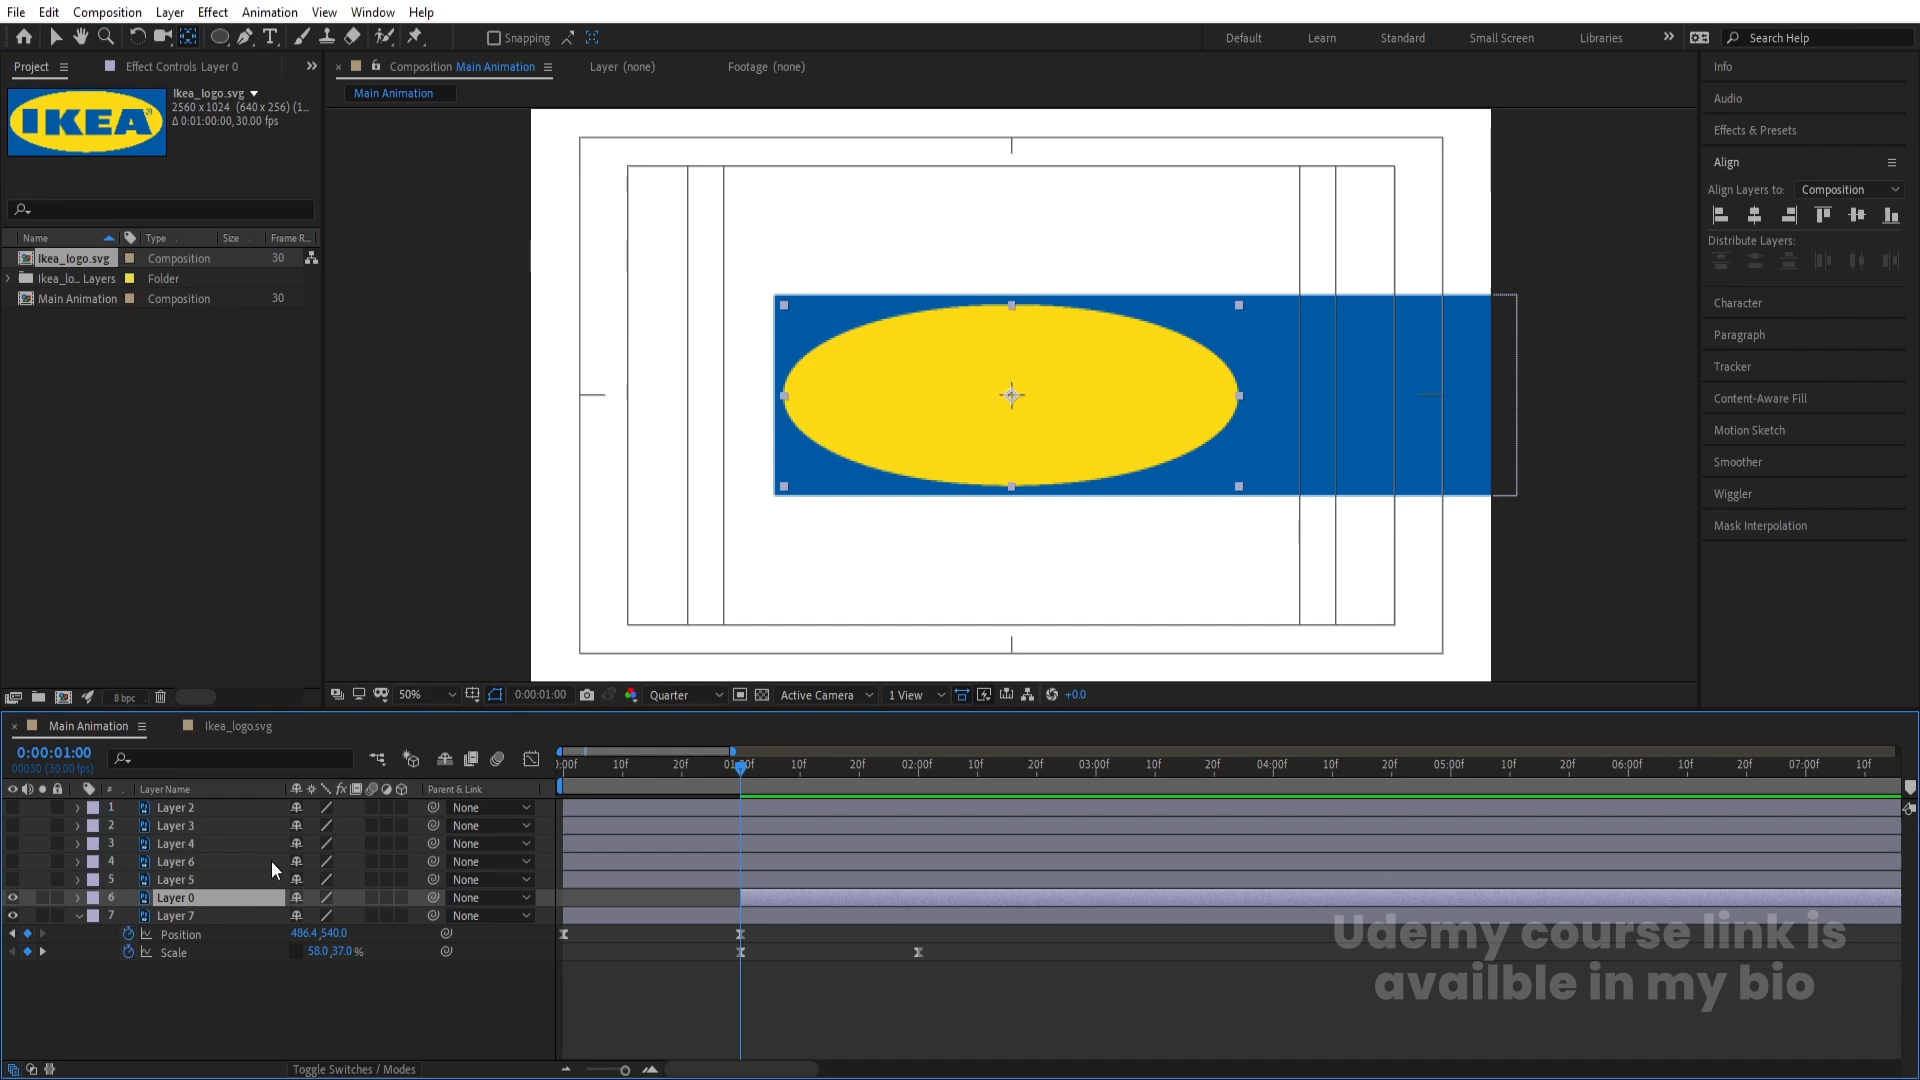 File Edit Composition Layer Effect Animation View Window Help
Snapping Default Learn Standard Small Screen Libraries Search Help
Project Effect Controls Layer 0
Composition Main Animation Layer (none) Footage (none)
Main Animation
IKEA
Ikea_logo.svg
2560 x 1024 (640 x 256) (1...
Δ 0:01:00:00, 30.00 fps
Name Type Size Frame R...
Ikea_logo.svg Composition 30
Ikea_lo... Layers Folder
Main Animation Composition 30
8 bpc
50% 0:00:01:00 Quarter Active Camera 1 View +0.0
Info
Audio
Effects & Presets
Align
Align Layers to: Composition
Distribute Layers:
Character
Paragraph
Tracker
Content-Aware Fill
Motion Sketch
Smoother
Wiggler
Mask Interpolation
Main Animation Ikea_logo.svg
0:00:01:00
00030 (30.00 fps)
:00f 10f 20f 01:00f 10f 20f 02:00f 10f 20f 03:00f 10f 20f 04:00f 10f 20f 05:00f 10f 20f 06:00f 10f 20f 07:00f 10f
# Layer Name fx Parent & Link
1 Layer 2 None
2 Layer 3 None
3 Layer 4 None
4 Layer 6 None
5 Layer 5 None
6 Layer 0 None
7 Layer 7 None
Position 486.4,540.0
Scale 58.0,37.0 %
Toggle Switches / Modes
Udemy course link is
availble in my bio